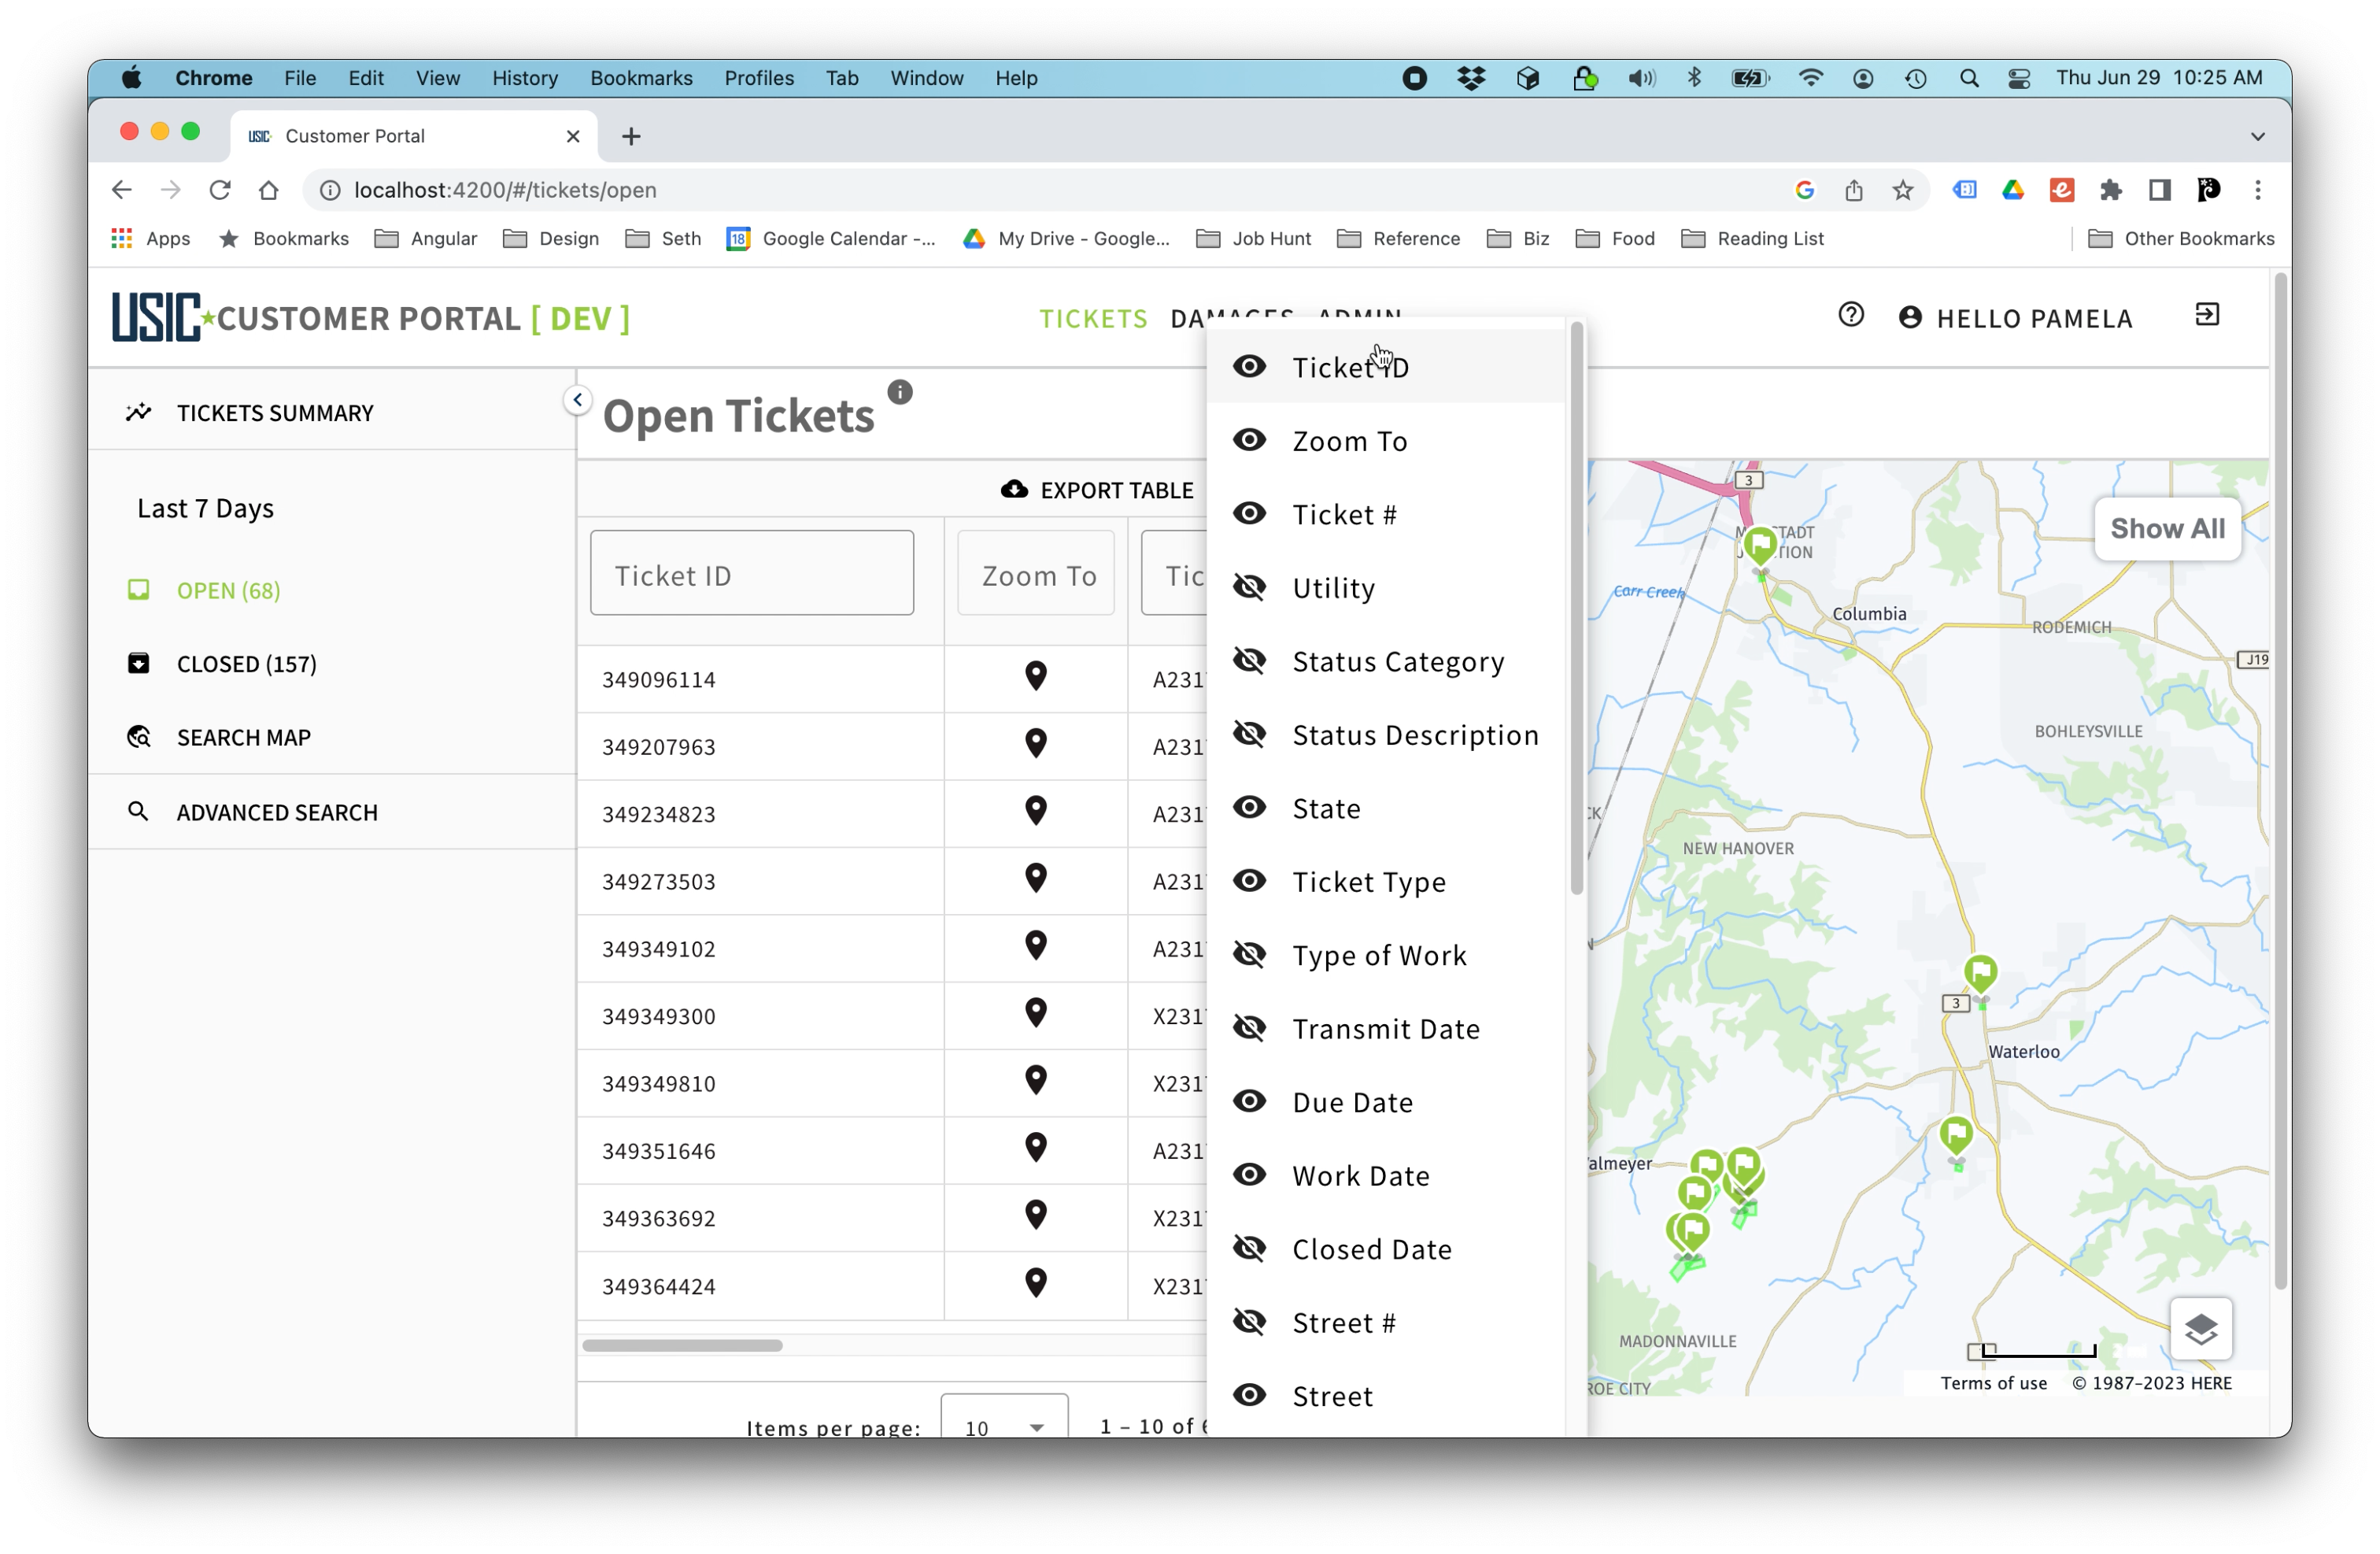 Chrome File Edit View History Bookmarks Profiles Tab Window Help Thu Jun 29 10:25 AM
USIC Customer Portal
localhost:4200/#/tickets/open
Apps Bookmarks Angular Design Seth 18 Google Calendar -... My Drive - Google... Job Hunt Reference Biz Food Reading List Other Bookmarks
USIC CUSTOMER PORTAL [ DEV ]
TICKETS DAMAGES ADMIN
HELLO PAMELA
TICKETS SUMMARY
Last 7 Days
OPEN (68)
CLOSED (157)
SEARCH MAP
ADVANCED SEARCH
Open Tickets
EXPORT TABLE
Ticket ID Zoom To Tic
349096114 A231
349207963 A231
349234823 A231
349273503 A231
349349102 A231
349349300 X231
349349810 X231
349351646 A231
349363692 X231
349364424 X231
Items per page: 10 1 – 10 of
Ticket ID
Zoom To
Ticket #
Utility
Status Category
Status Description
State
Ticket Type
Type of Work
Transmit Date
Due Date
Work Date
Closed Date
Street #
Street
Show All
3
TADT
TION
Carr Creek
Columbia
RODEMICH
J19
BOHLEYSVILLE
CK
NEW HANOVER
3
Waterloo
almeyer
MADONNAVILLE
ROE CITY
Terms of use © 1987–2023 HERE